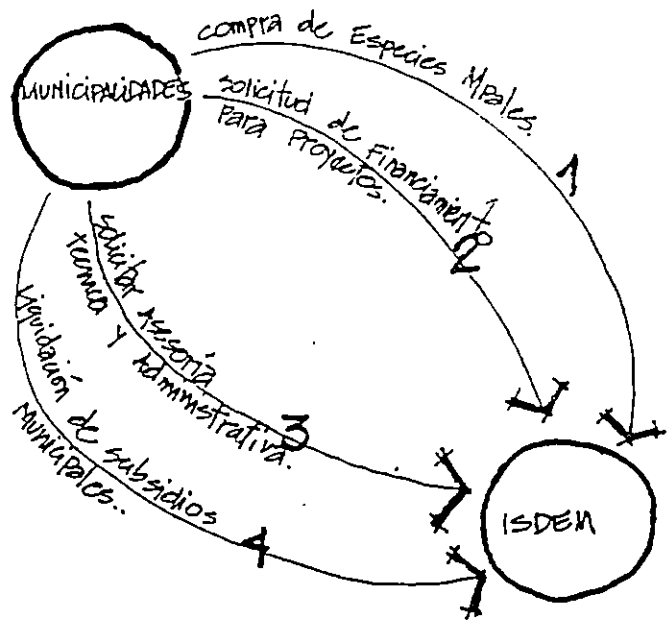 MUNICIPALIDADES
compra de Especies Mpales.
1
solicitud de Financiamientº
para proyectos.
2
solicitar Asesoría
tecnica y Administrativa.
3
Liquidación de subsidios
Municipales..
4
ISDEM